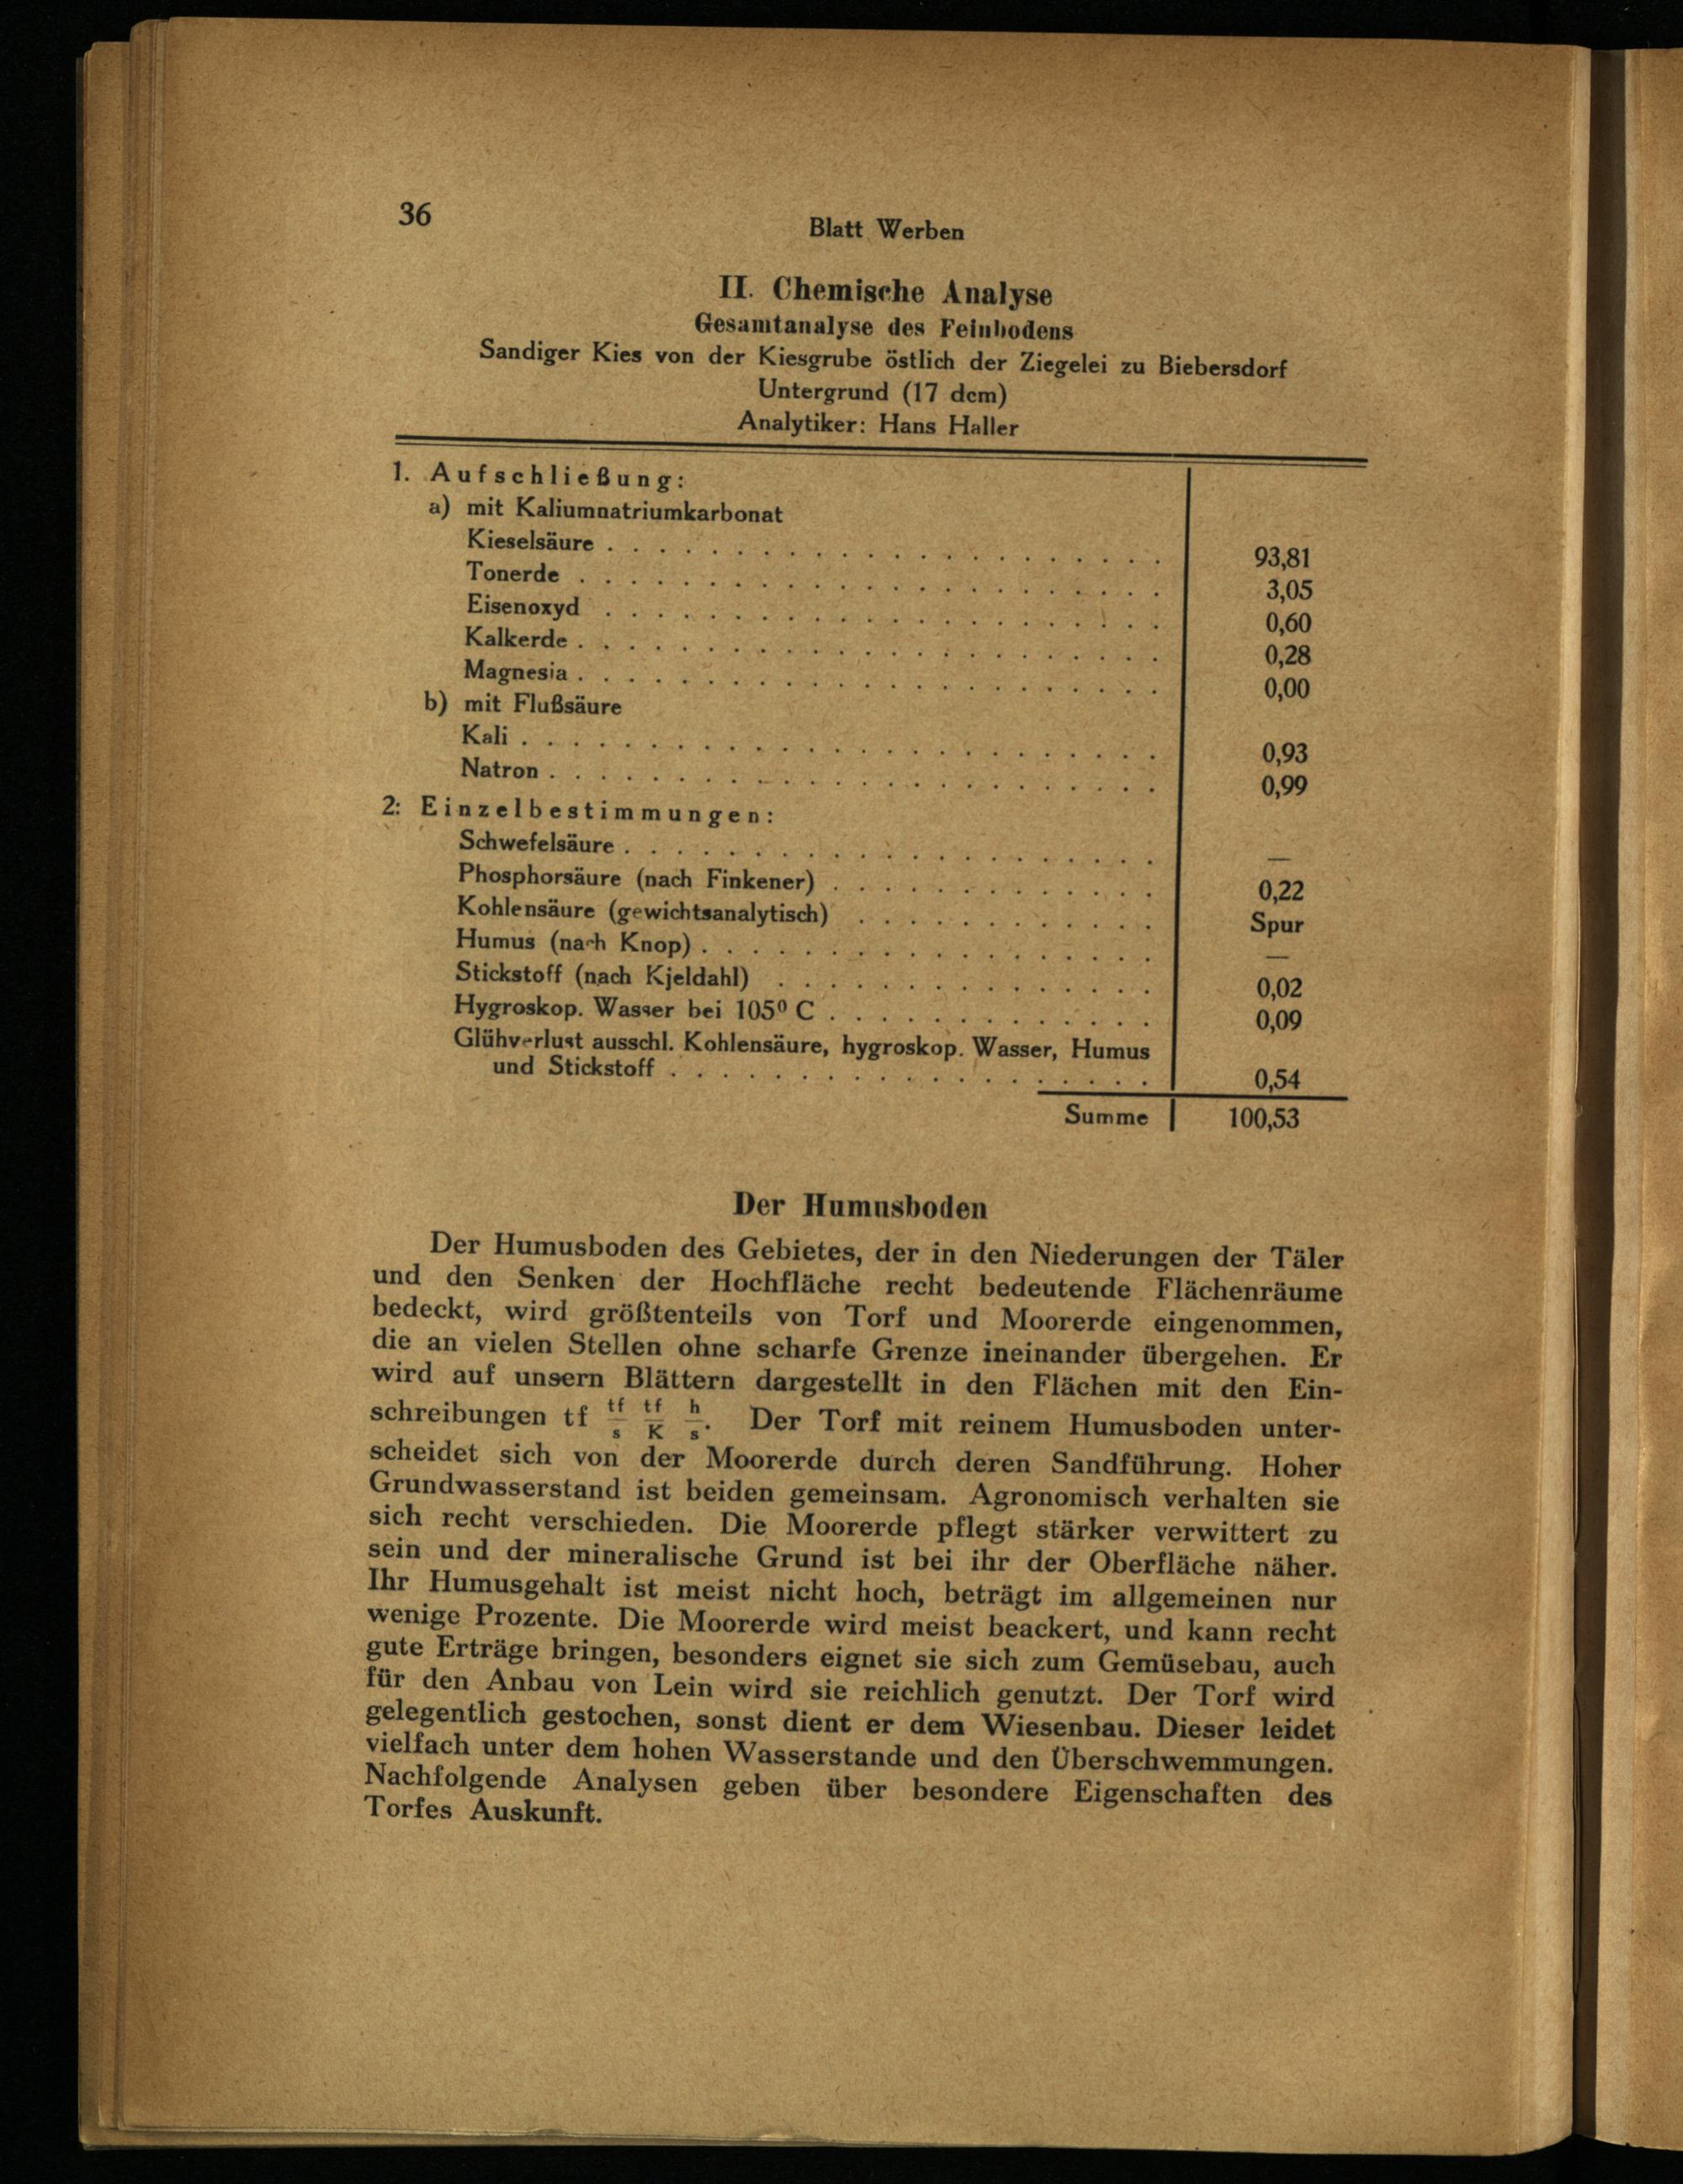 36
Blatt Werben
II. Chemische Analyse
Gesamtanalyse des Feinbodens
Sandiger Kies von der Kiesgrube östlich der Ziegelei zu Biebersdorf
Untergrund (17 dcm)
Analytiker: Hans Haller
1. Aufschließung:
a) mit Kaliumnatriumkarbonat
Kieselsäure . . . . . . . . . . . . . . . . . . . . . . 93,81
Tonerde . . . . . . . . . . . . . . . . . . . . . . . 3,05
Eisenoxyd . . . . . . . . . . . . . . . . . . . . . . 0,60
Kalkerde . . . . . . . . . . . . . . . . . . . . . . . 0,28
Magnesia . . . . . . . . . . . . . . . . . . . . . . . 0,00
b) mit Flußsäure
Kali . . . . . . . . . . . . . . . . . . . . . . . . . 0,93
Natron . . . . . . . . . . . . . . . . . . . . . . . . 0,99
2: Einzelbestimmungen:
Schwefelsäure . . . . . . . . . . . . . . . . . . . . . —
Phosphorsäure (nach Finkener) . . . . . . . . . . . . . 0,22
Kohlensäure (gewichtsanalytisch) . . . . . . . . . . . . Spur
Humus (nach Knop) . . . . . . . . . . . . . . . . . . —
Stickstoff (nach Kjeldahl) . . . . . . . . . . . . . . . 0,02
Hygroskop. Wasser bei 105⁰ C . . . . . . . . . . . . . 0,09
Glühverlust ausschl. Kohlensäure, hygroskop. Wasser, Humus
und Stickstoff . . . . . . . . . . . . . . . . . . . 0,54
Summe 100,53
Der Humusboden
Der Humusboden des Gebietes, der in den Niederungen der Täler
und den Senken der Hochfläche recht bedeutende Flächenräume
bedeckt, wird größtenteils von Torf und Moorerde eingenommen,
die an vielen Stellen ohne scharfe Grenze ineinander übergehen. Er
wird auf unsern Blättern dargestellt in den Flächen mit den Ein-
schreibungen tf tf/s tf/K h/s. Der Torf mit reinem Humusboden unter-
scheidet sich von der Moorerde durch deren Sandführung. Hoher
Grundwasserstand ist beiden gemeinsam. Agronomisch verhalten sie
sich recht verschieden. Die Moorerde pflegt stärker verwittert zu
sein und der mineralische Grund ist bei ihr der Oberfläche näher.
Ihr Humusgehalt ist meist nicht hoch, beträgt im allgemeinen nur
wenige Prozente. Die Moorerde wird meist beackert, und kann recht
gute Erträge bringen, besonders eignet sie sich zum Gemüsebau, auch
für den Anbau von Lein wird sie reichlich genutzt. Der Torf wird
gelegentlich gestochen, sonst dient er dem Wiesenbau. Dieser leidet
vielfach unter dem hohen Wasserstande und den Überschwemmungen.
Nachfolgende Analysen geben über besondere Eigenschaften des
Torfes Auskunft.